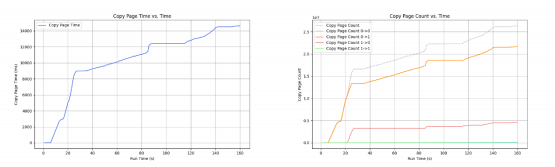 Copy Page Time vs. Time
Copy Page Time
Copy Page Time (ms)
14000
12000
10000
8000
6000
4000
2000
0
0 20 40 60 80 100 120 140 160
Run Time (s)
Copy Page Count vs. Time
1e7
Copy Page Count
Copy Page Count 0->0
Copy Page Count 0->1
Copy Page Count 1->0
Copy Page Count 1->1
Copy Page Count
2.5
2.0
1.5
1.0
0.5
0.0
0 20 40 60 80 100 120 140 160
Run Time (s)